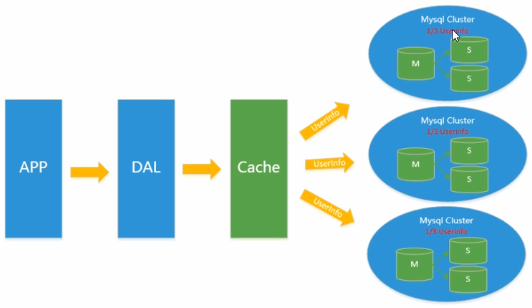 APP
DAL
Cache
UserInfo
UserInfo
UserInfo
Mysql Cluster
1/3 UserInfo
M
S
S
Mysql Cluster
1/3 UserInfo
M
S
S
Mysql Cluster
1/3 UserInfo
M
S
S